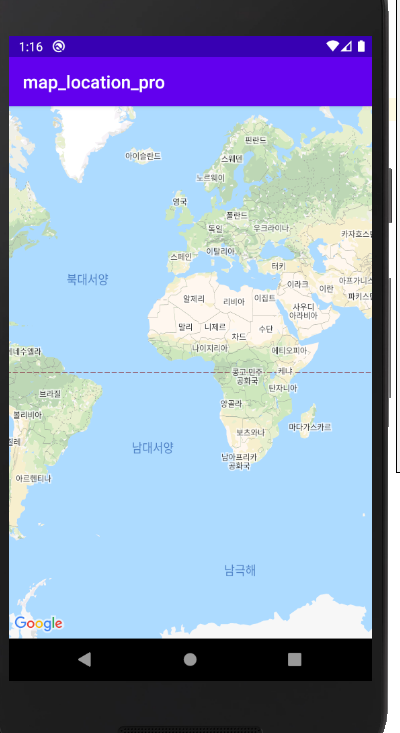 1:16
map_location_pro
아이슬란드
핀란드
스웨덴
노르웨이
영국
폴란드
독일
우크라이나
카자흐스
이탈리아
스페인
터키
북대서양
이라크
이란
아프가니
파키스
알제리
리비아
이집트
사우디
아라비아
말리
니제르
차드
수단
나이지리아
에티오피아
베네수엘라
콩고 민주
공화국
케냐
탄자니아
브라질
앙골라
볼리비아
보츠와나
마다가스카르
칠레
남대서양
남아프리카
공화국
아르헨티나
남극해
Google